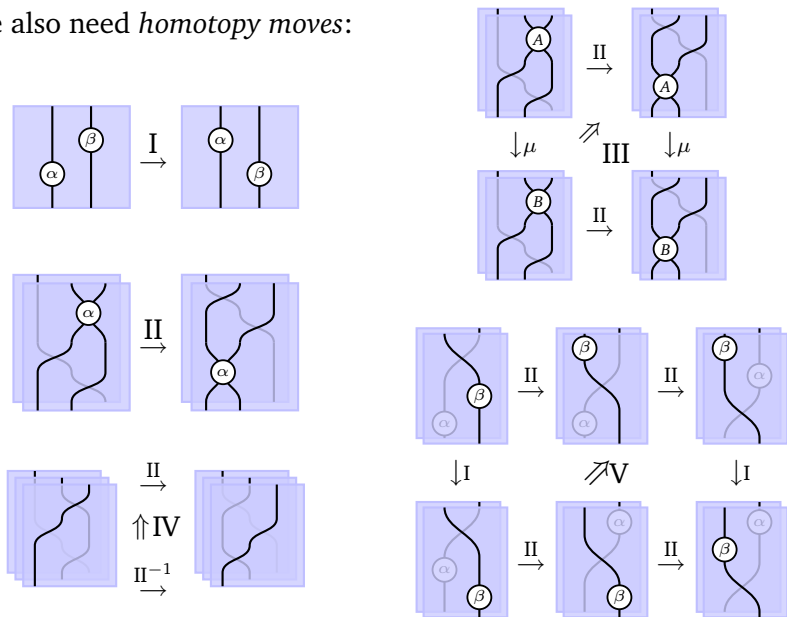 e also need homotopy moves:
β
α
I
→
α
β
α
II
→
α
II
→
⇑IV
II⁻¹
→
A
II
→
A
↓μ
⇗
III
↓μ
B
II
→
B
α
β
II
→
β
α
II
→
β
α
↓I
⇗V
↓I
α
β
II
→
α
β
II
→
α
β